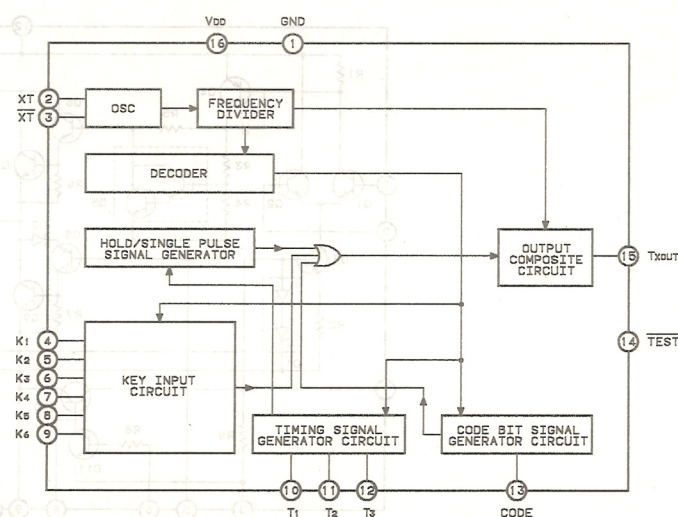 VDD
GND
16
1
XT
2
XT
3
OSC
FREQUENCY
DIVIDER
DECODER
HOLD/SINGLE PULSE
SIGNAL GENERATOR
OUTPUT
COMPOSITE
CIRCUIT
15
TXOUT
14
TEST
K1
4
K2
5
K3
6
K4
7
K5
8
K6
9
KEY INPUT
CIRCUIT
TIMING SIGNAL
GENERATOR CIRCUIT
CODE BIT SIGNAL
GENERATOR CIRCUIT
10
11
12
13
T1
T2
T3
CODE